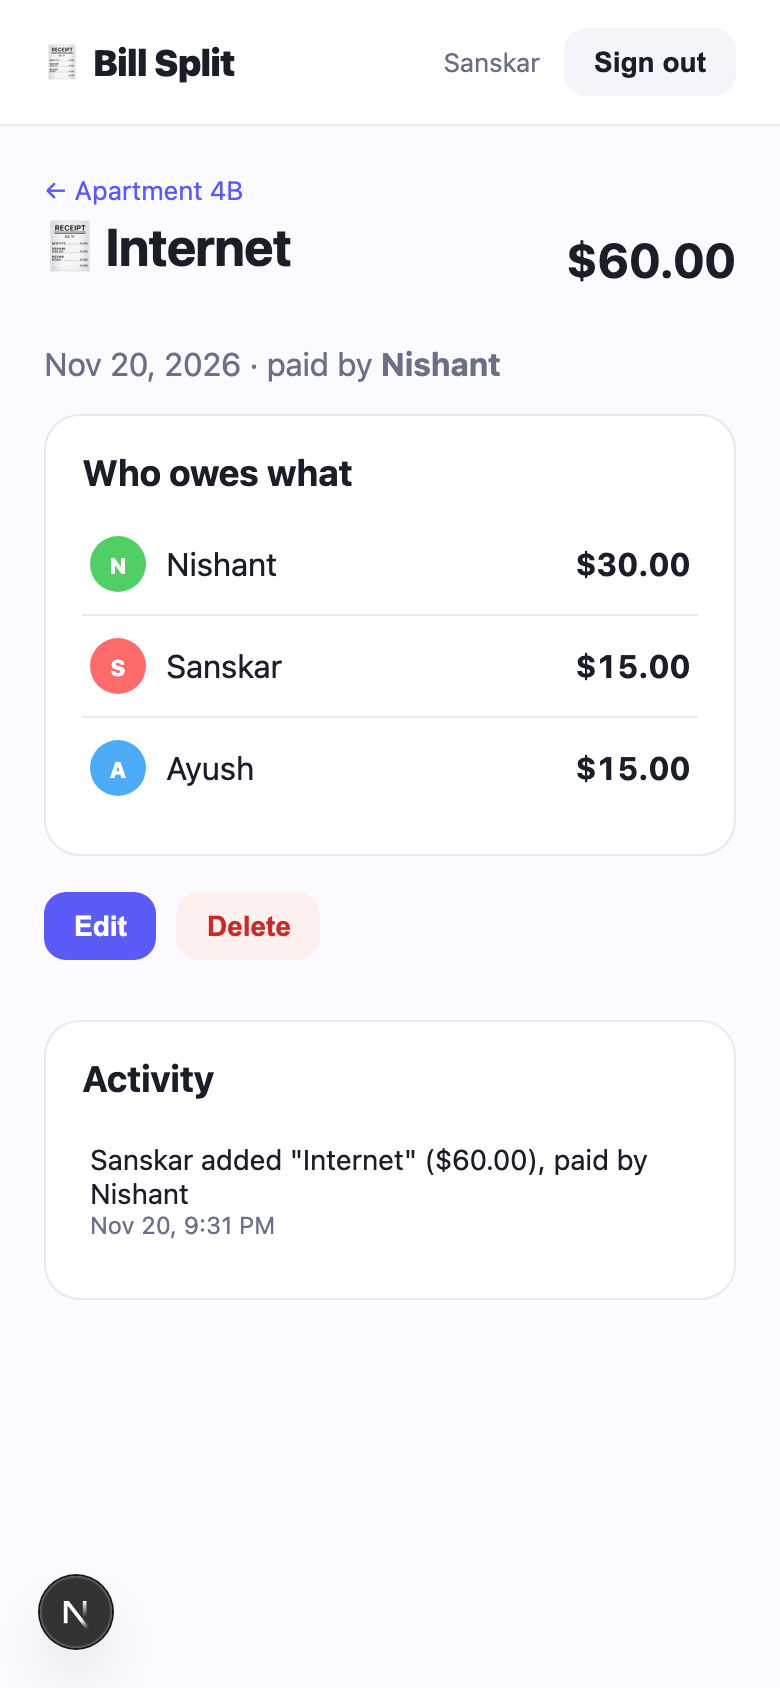 Bill Split
Sanskar
Sign out
← Apartment 4B
RECEIPT
Internet
$60.00
Nov 20, 2026 · paid by Nishant
Who owes what
N Nishant $30.00
S Sanskar $15.00
A Ayush $15.00
Edit
Delete
Activity
Sanskar added "Internet" ($60.00), paid by
Nishant
Nov 20, 9:31 PM
N